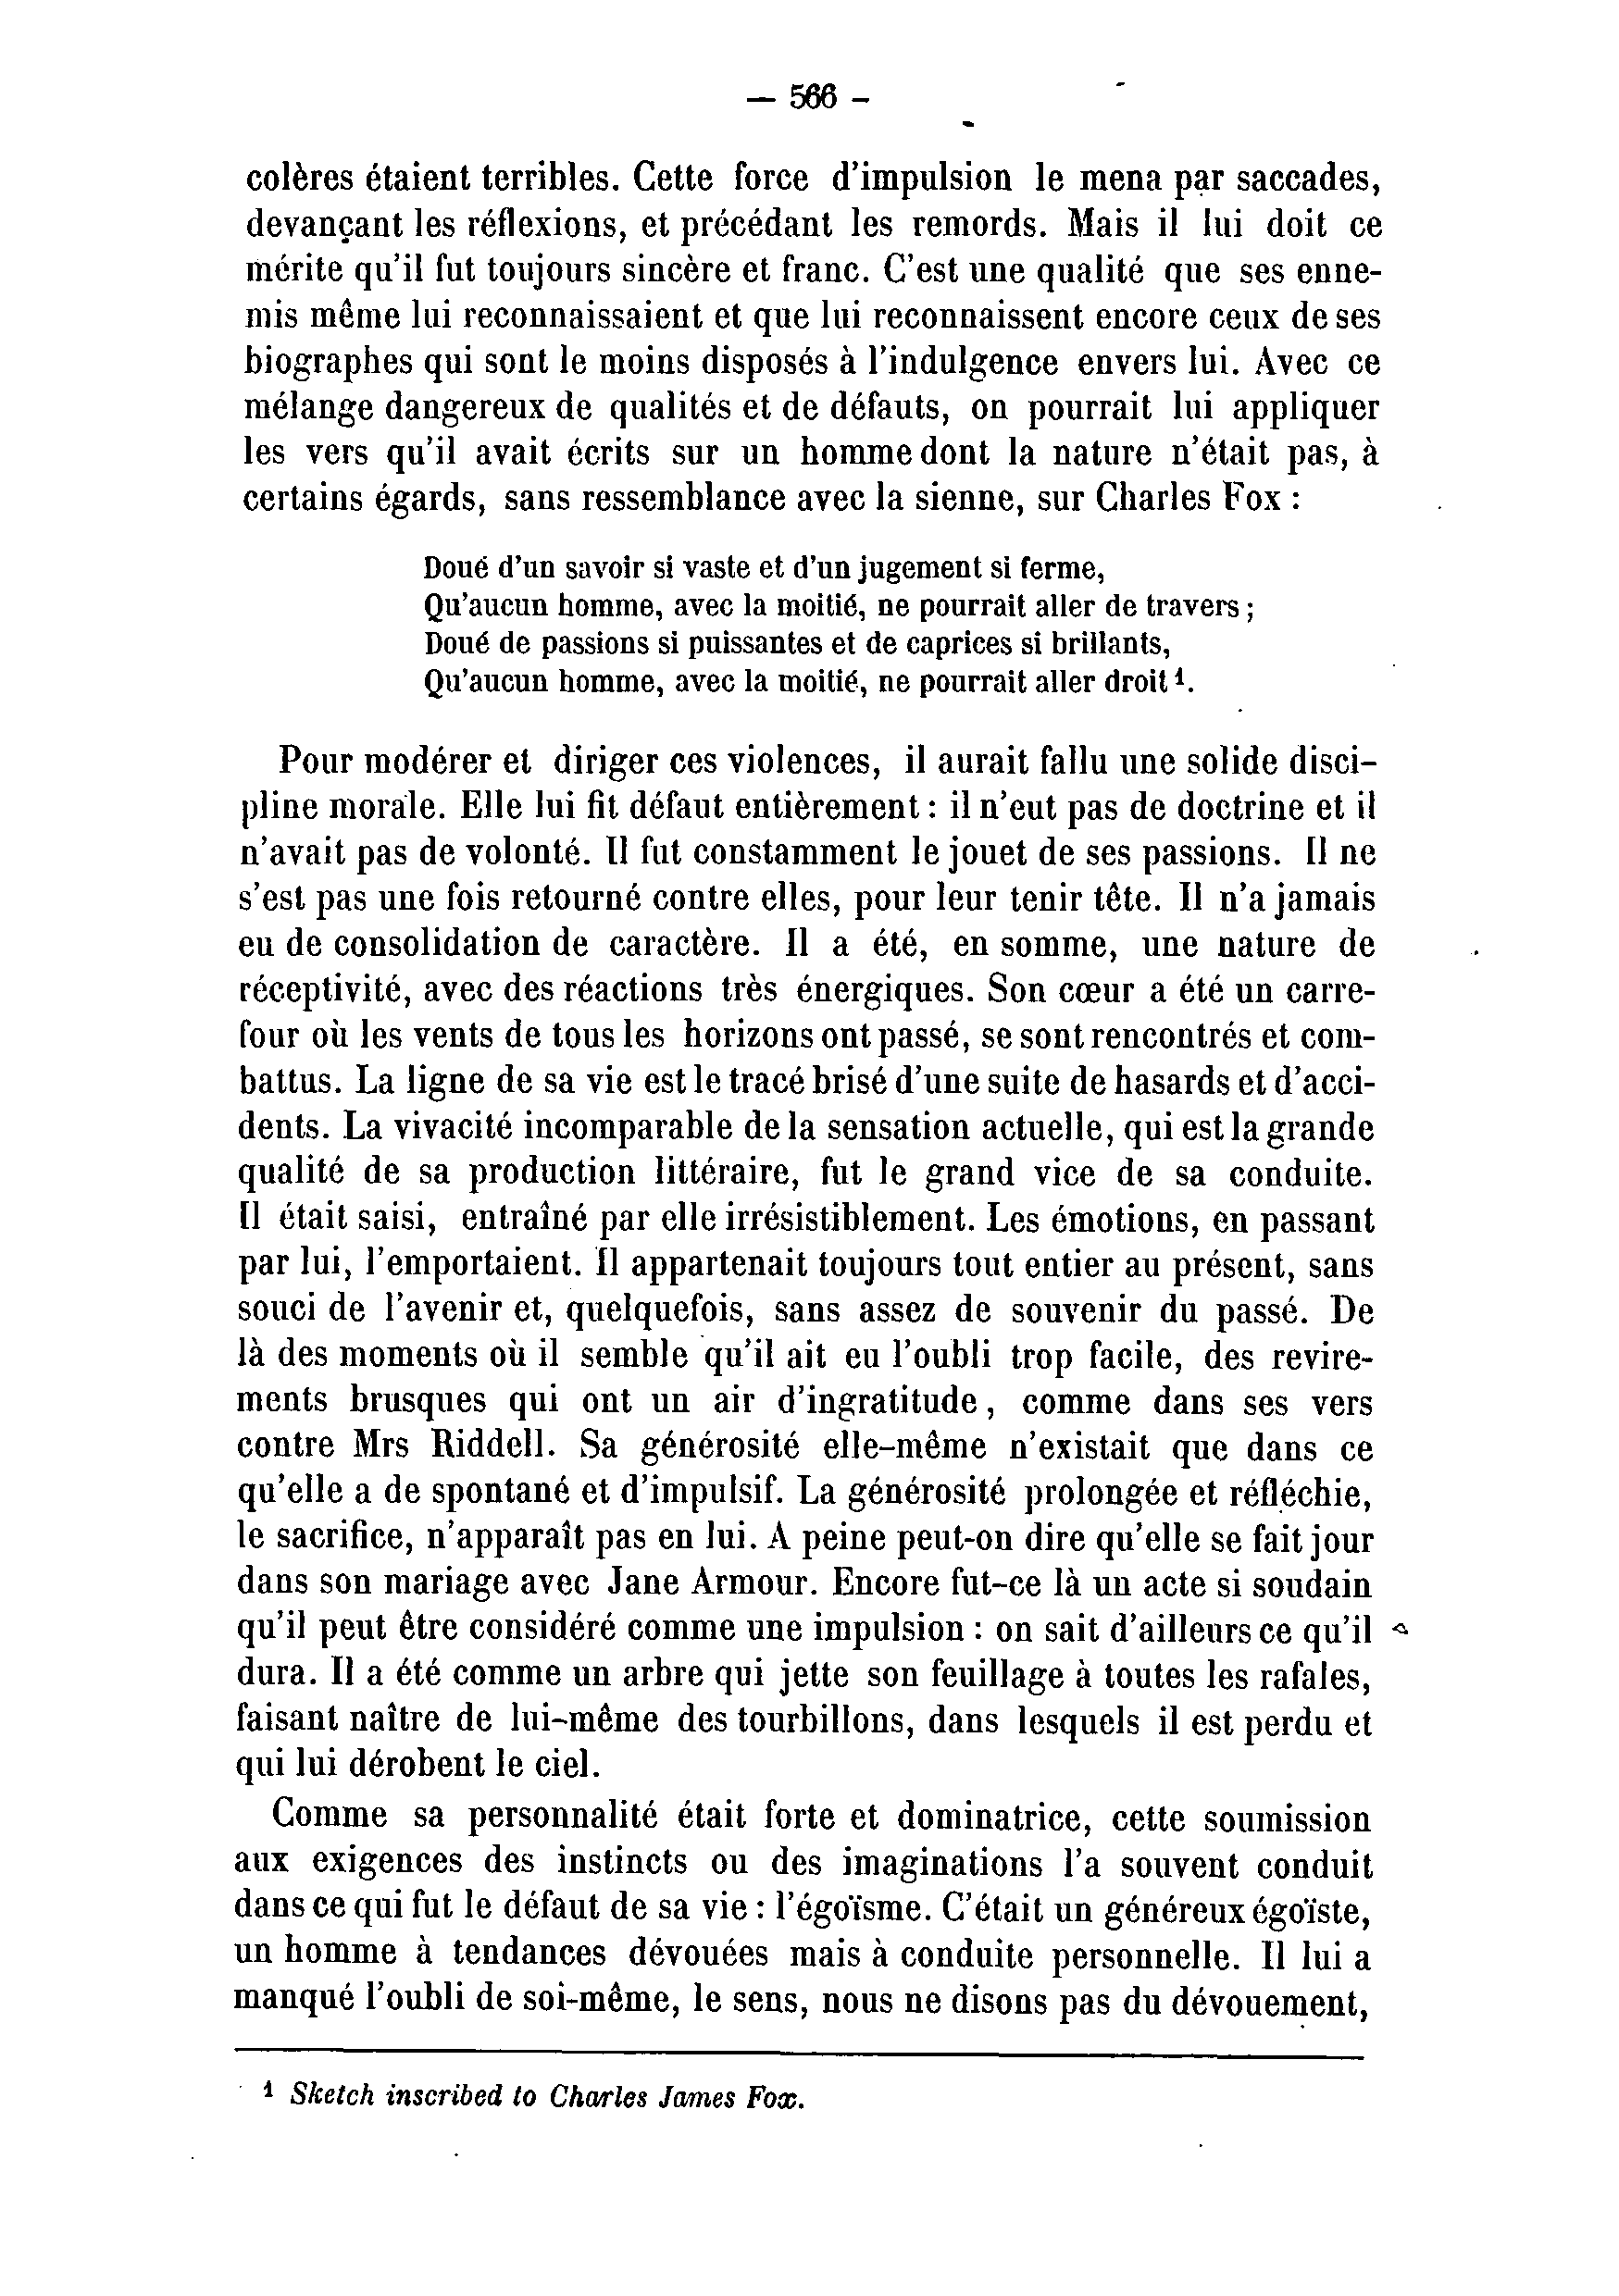 — 566 -
colères étaient terribles. Cette force d'impulsion le mena par saccades,
devançant les réflexions, et précédant les remords. Mais il lui doit ce
mérite qu'il fut toujours sincère et franc. C'est une qualité que ses enne-
mis même lui reconnaissaient et que lui reconnaissent encore ceux de ses
biographes qui sont le moins disposés à l'indulgence envers lui. Avec ce
mélange dangereux de qualités et de défauts, on pourrait lui appliquer
les vers qu'il avait écrits sur un homme dont la nature n'était pas, à
certains égards, sans ressemblance avec la sienne, sur Charles Fox :
Doué d'un savoir si vaste et d'un jugement si ferme,
Qu'aucun homme, avec la moitié, ne pourrait aller de travers ;
Doué de passions si puissantes et de caprices si brillants,
Qu'aucun homme, avec la moitié, ne pourrait aller droit ¹.
Pour modérer et diriger ces violences, il aurait fallu une solide disci-
pline morale. Elle lui fit défaut entièrement : il n'eut pas de doctrine et il
n'avait pas de volonté. Il fut constamment le jouet de ses passions. Il ne
s'est pas une fois retourné contre elles, pour leur tenir tête. Il n'a jamais
eu de consolidation de caractère. Il a été, en somme, une nature de
réceptivité, avec des réactions très énergiques. Son cœur a été un carre-
four où les vents de tous les horizons ont passé, se sont rencontrés et com-
battus. La ligne de sa vie est le tracé brisé d'une suite de hasards et d'acci-
dents. La vivacité incomparable de la sensation actuelle, qui est la grande
qualité de sa production littéraire, fut le grand vice de sa conduite.
Il était saisi, entraîné par elle irrésistiblement. Les émotions, en passant
par lui, l'emportaient. Il appartenait toujours tout entier au présent, sans
souci de l'avenir et, quelquefois, sans assez de souvenir du passé. De
là des moments où il semble qu'il ait eu l'oubli trop facile, des revire-
ments brusques qui ont un air d'ingratitude, comme dans ses vers
contre Mrs Riddell. Sa générosité elle-même n'existait que dans ce
qu'elle a de spontané et d'impulsif. La générosité prolongée et réfléchie,
le sacrifice, n'apparaît pas en lui. A peine peut-on dire qu'elle se fait jour
dans son mariage avec Jane Armour. Encore fut-ce là un acte si soudain
qu'il peut être considéré comme une impulsion : on sait d'ailleurs ce qu'il
dura. Il a été comme un arbre qui jette son feuillage à toutes les rafales,
faisant naître de lui-même des tourbillons, dans lesquels il est perdu et
qui lui dérobent le ciel.
Comme sa personnalité était forte et dominatrice, cette soumission
aux exigences des instincts ou des imaginations l'a souvent conduit
dans ce qui fut le défaut de sa vie : l'égoïsme. C'était un généreux égoïste,
un homme à tendances dévouées mais à conduite personnelle. Il lui a
manqué l'oubli de soi-même, le sens, nous ne disons pas du dévouement,
¹ Sketch inscribed to Charles James Fox.